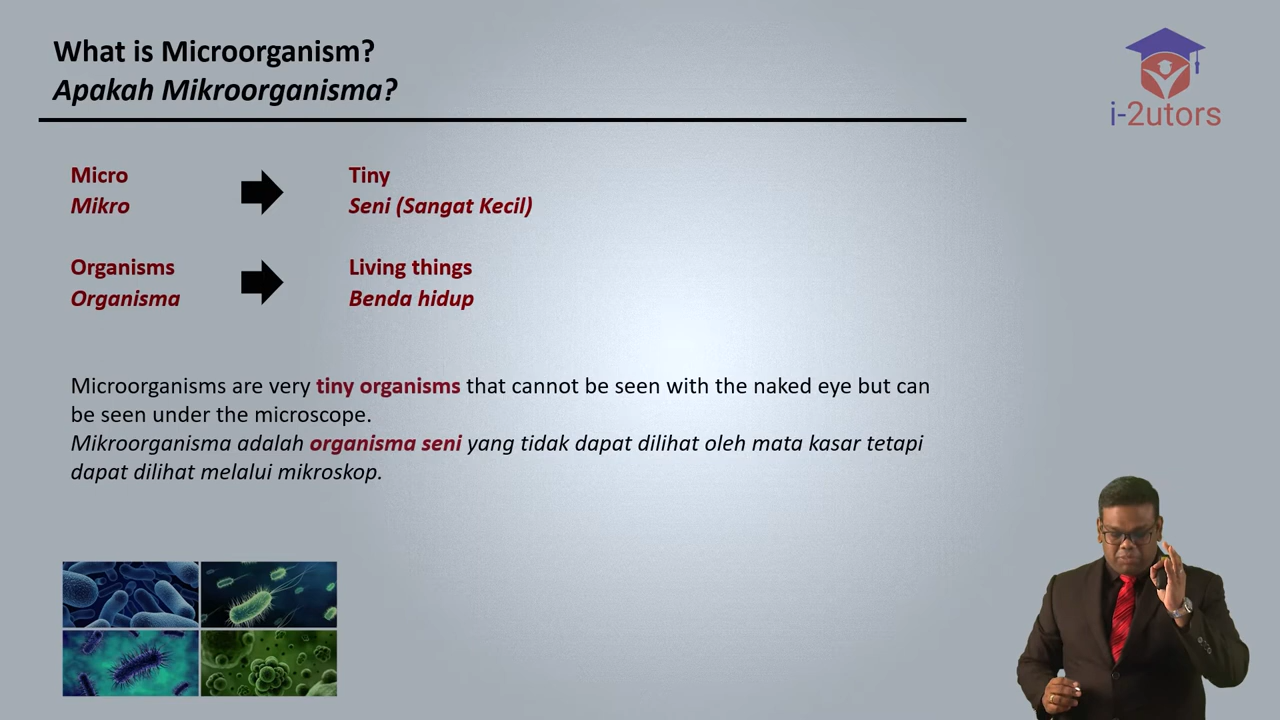 What is Microorganism?
Apakah Mikroorganisma?
i-2utors
Micro
Mikro
Tiny
Seni (Sangat Kecil)
Organisms
Organisma
Living things
Benda hidup
Microorganisms are very tiny organisms that cannot be seen with the naked eye but can
be seen under the microscope.
Mikroorganisma adalah organisma seni yang tidak dapat dilihat oleh mata kasar tetapi
dapat dilihat melalui mikroskop.